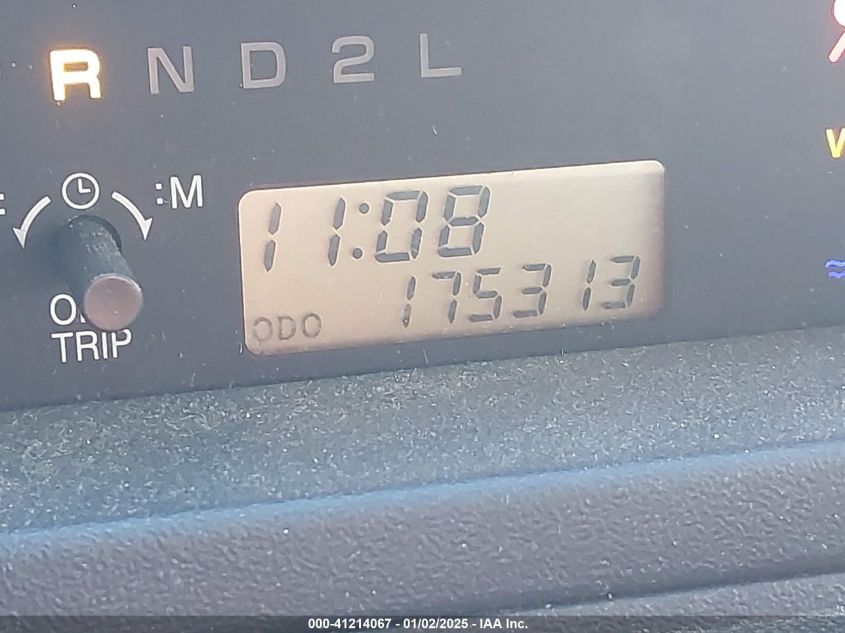 R N D 2 L
:M
11:08
ODO 175313
TRIP
000-41214067 - 01/02/2025 - IAA Inc.